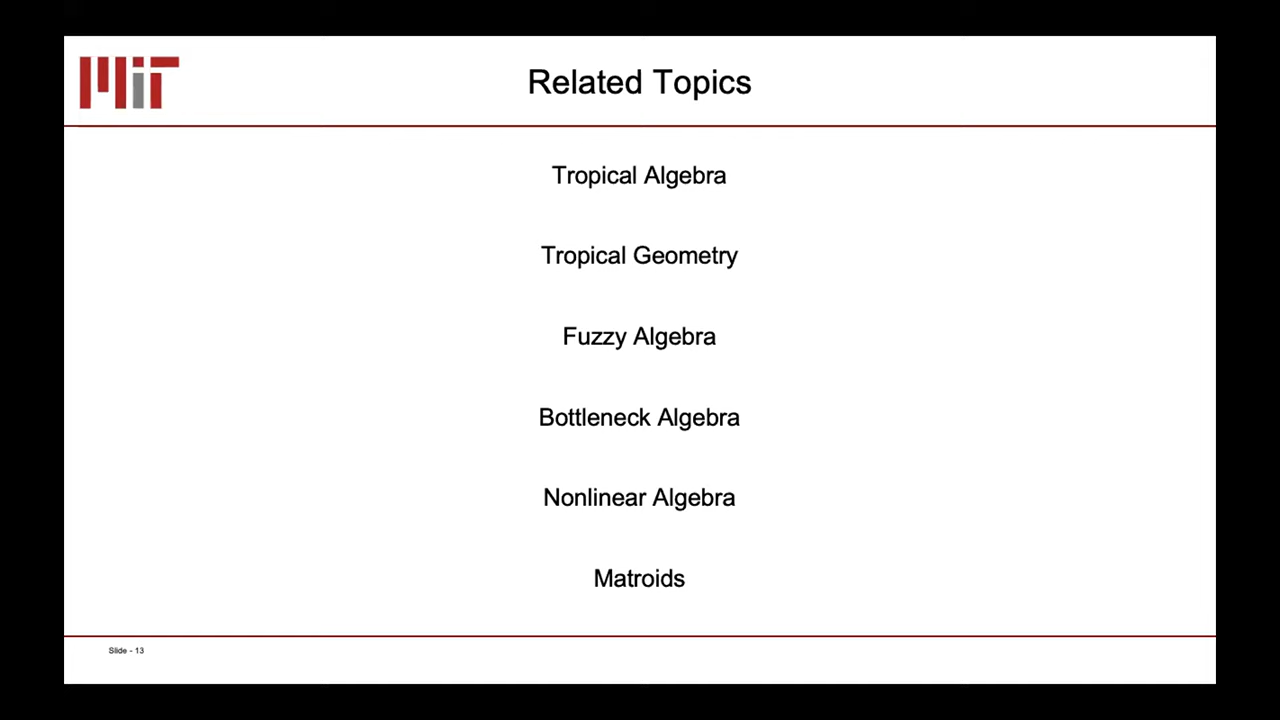 MIT
Related Topics
Tropical Algebra
Tropical Geometry
Fuzzy Algebra
Bottleneck Algebra
Nonlinear Algebra
Matroids
Slide - 13